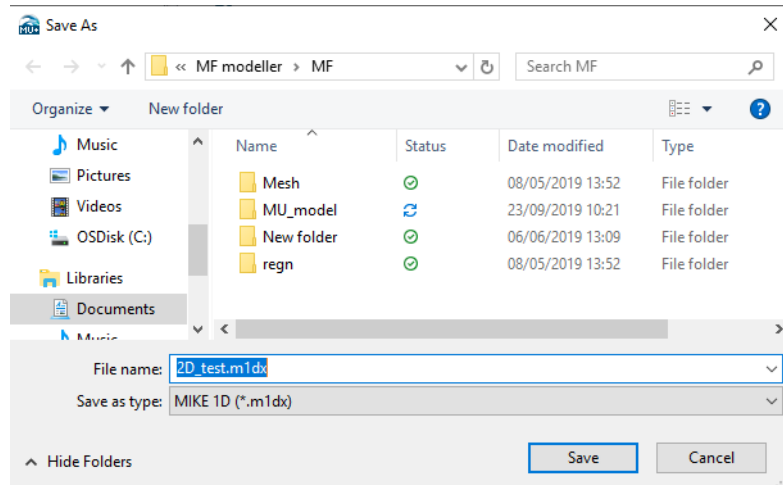 MU+ Save As
« MF modeller > MF Search MF
Organize New folder
Name Status Date modified Type
Music
Pictures
Videos
OSDisk (C:)
Libraries
Documents
Music
Mesh 08/05/2019 13:52 File folder
MU_model 23/09/2019 10:21 File folder
New folder 06/06/2019 13:09 File folder
regn 08/05/2019 13:52 File folder
File name: 2D_test.m1dx
Save as type: MIKE 1D (*.m1dx)
Hide Folders Save Cancel